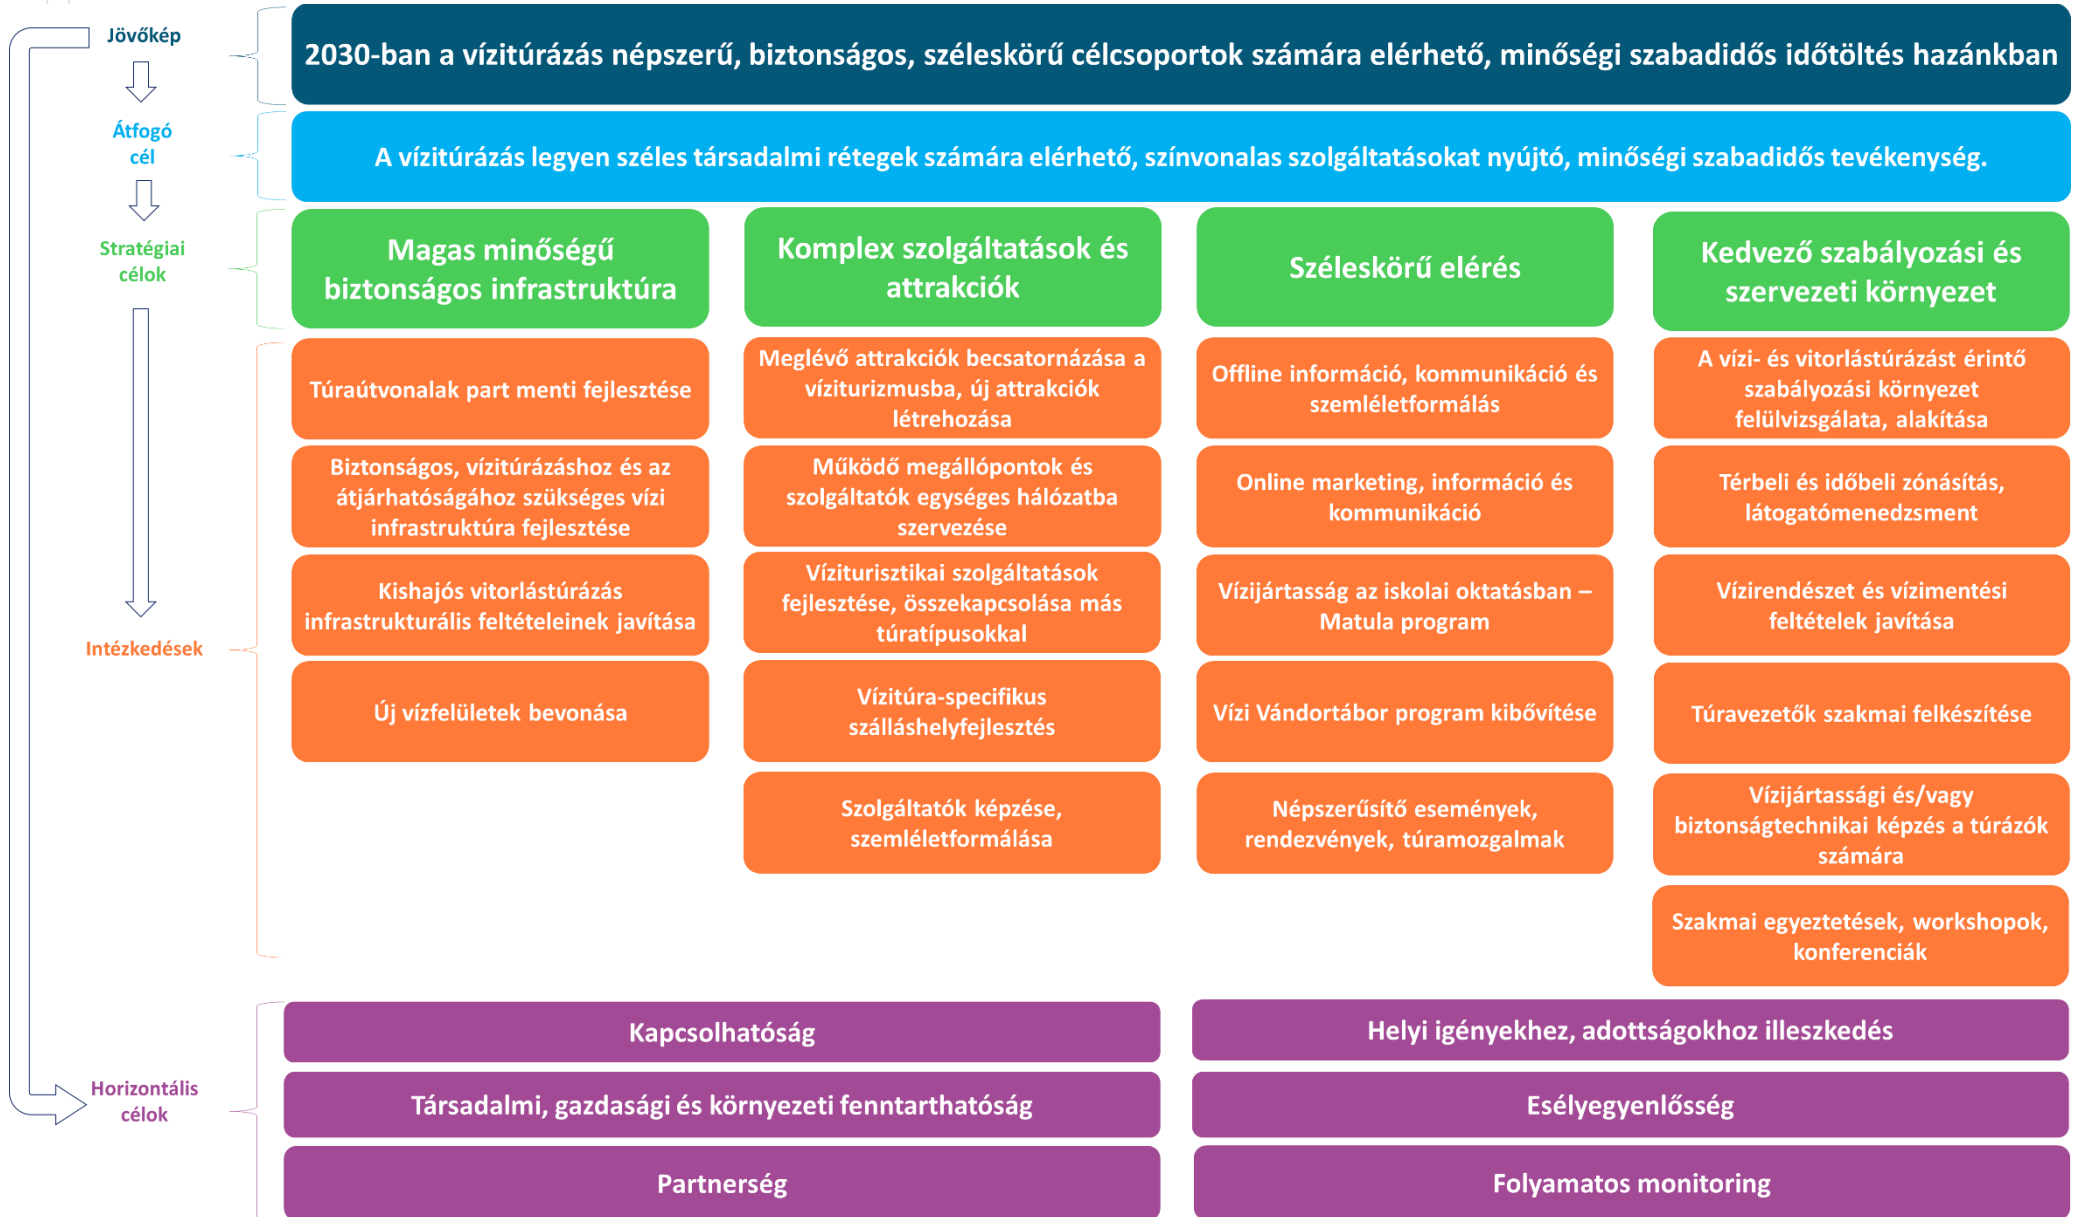 Jövőkép
2030-ban a vízitúrázás népszerű, biztonságos, széleskörű célcsoportok számára elérhető, minőségi szabadidős időtöltés hazánkban
Átfogó
cél
A vízitúrázás legyen széles társadalmi rétegek számára elérhető, színvonalas szolgáltatásokat nyújtó, minőségi szabadidős tevékenység.
Stratégiai
célok
Magas minőségű
biztonságos infrastruktúra
Komplex szolgáltatások és
attrakciók
Széleskörű elérés
Kedvező szabályozási és
szervezeti környezet
Intézkedések
Túraútvonalak part menti fejlesztése
Biztonságos, vízitúrázáshoz és az
átjárhatóságához szükséges vízi
infrastruktúra fejlesztése
Kishajós vitorlástúrázás
infrastrukturális feltételeinek javítása
Új vízfelületek bevonása
Meglévő attrakciók becsatornázása a
víziturizmusba, új attrakciók
létrehozása
Működő megállópontok és
szolgáltatók egységes hálózatba
szervezése
Víziturisztikai szolgáltatások
fejlesztése, összekapcsolása más
túratípusokkal
Vízitúra-specifikus
szálláshelyfejlesztés
Szolgáltatók képzése,
szemléletformálása
Offline információ, kommunikáció és
szemléletformálás
Online marketing, információ és
kommunikáció
Vízijártasság az iskolai oktatásban –
Matula program
Vízi Vándortábor program kibővítése
Népszerűsítő események,
rendezvények, túramozgalmak
A vízi- és vitorlástúrázást érintő
szabályozási környezet
felülvizsgálata, alakítása
Térbeli és időbeli zónásítás,
látogatómenedzsment
Vízirendészet és vízimentési
feltételek javítása
Túravezetők szakmai felkészítése
Vízijártassági és/vagy
biztonságtechnikai képzés a túrázók
számára
Szakmai egyeztetések, workshopok,
konferenciák
Horizontális
célok
Kapcsolhatóság
Helyi igényekhez, adottságokhoz illeszkedés
Társadalmi, gazdasági és környezeti fenntarthatóság
Esélyegyenlősség
Partnerség
Folyamatos monitoring